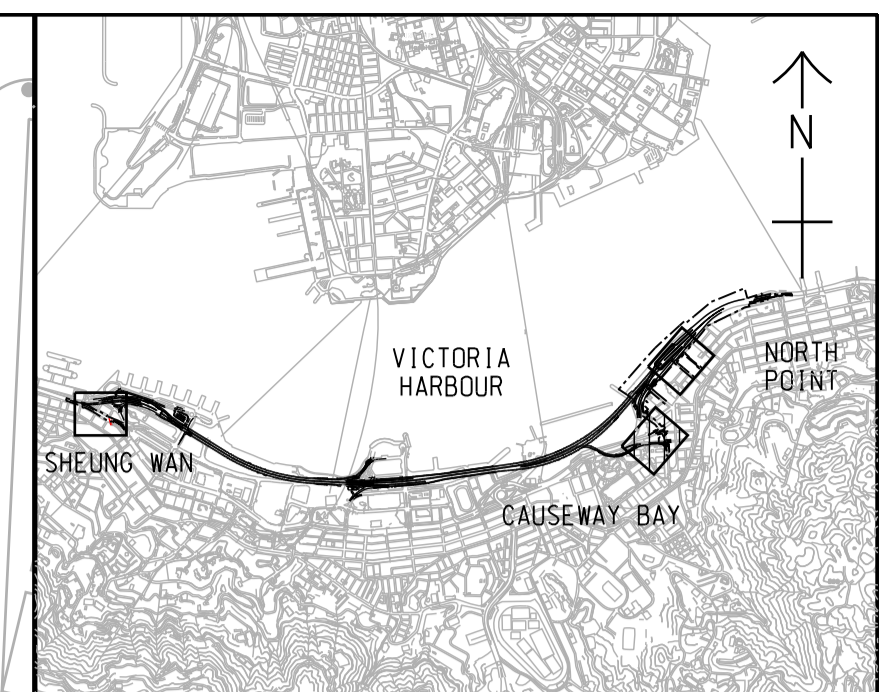 N
VICTORIA
HARBOUR
NORTH
POINT
SHEUNG WAN
CAUSEWAY BAY